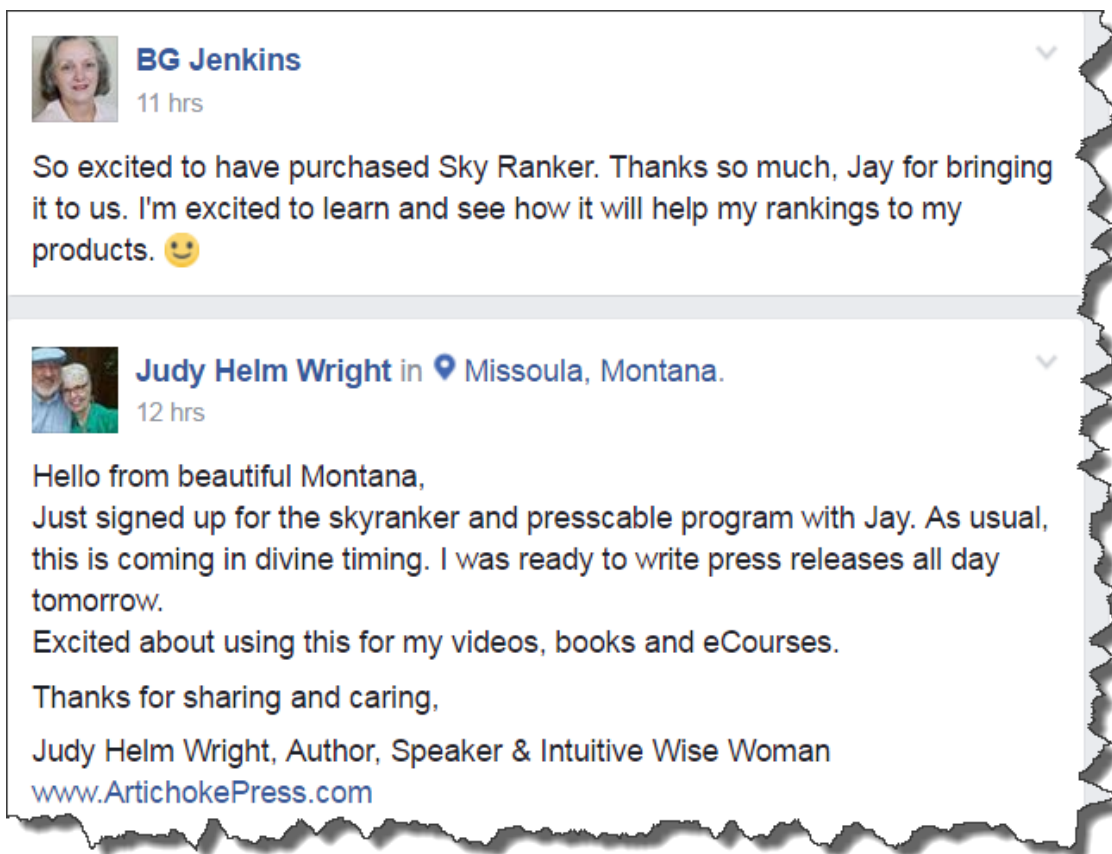 BG Jenkins
11 hrs
So excited to have purchased Sky Ranker. Thanks so much, Jay for bringing
it to us. I'm excited to learn and see how it will help my rankings to my
products. 🙂
Judy Helm Wright in Missoula, Montana.
12 hrs
Hello from beautiful Montana,
Just signed up for the skyranker and presscable program with Jay. As usual,
this is coming in divine timing. I was ready to write press releases all day
tomorrow.
Excited about using this for my videos, books and eCourses.
Thanks for sharing and caring,
Judy Helm Wright, Author, Speaker & Intuitive Wise Woman
www.ArtichokePress.com